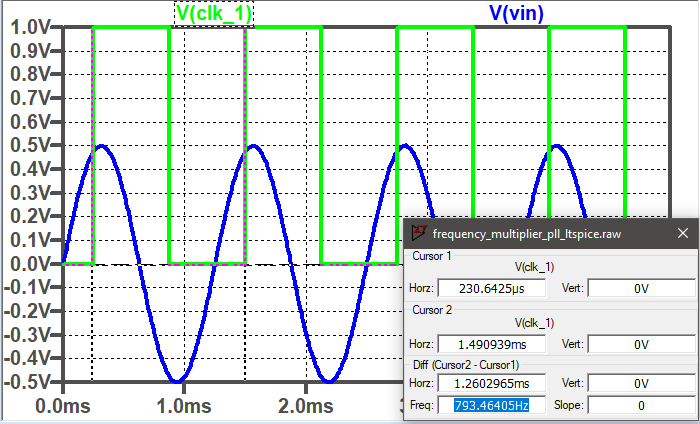 V(clk_1) V(vin)
1.0V
0.9V
0.8V
0.7V
0.6V
0.5V
0.4V
0.3V
0.2V
0.1V
0.0V
-0.1V
-0.2V
-0.3V
-0.4V
-0.5V
0.0ms 1.0ms 2.0ms
frequency_multiplier_pll_ltspice.raw
Cursor 1
V(clk_1)
Horz: 230.6425µs Vert: 0V
Cursor 2
V(clk_1)
Horz: 1.490939ms Vert: 0V
Diff (Cursor2 - Cursor1)
Horz: 1.2602965ms Vert: 0V
Freq: 793.46405Hz Slope: 0